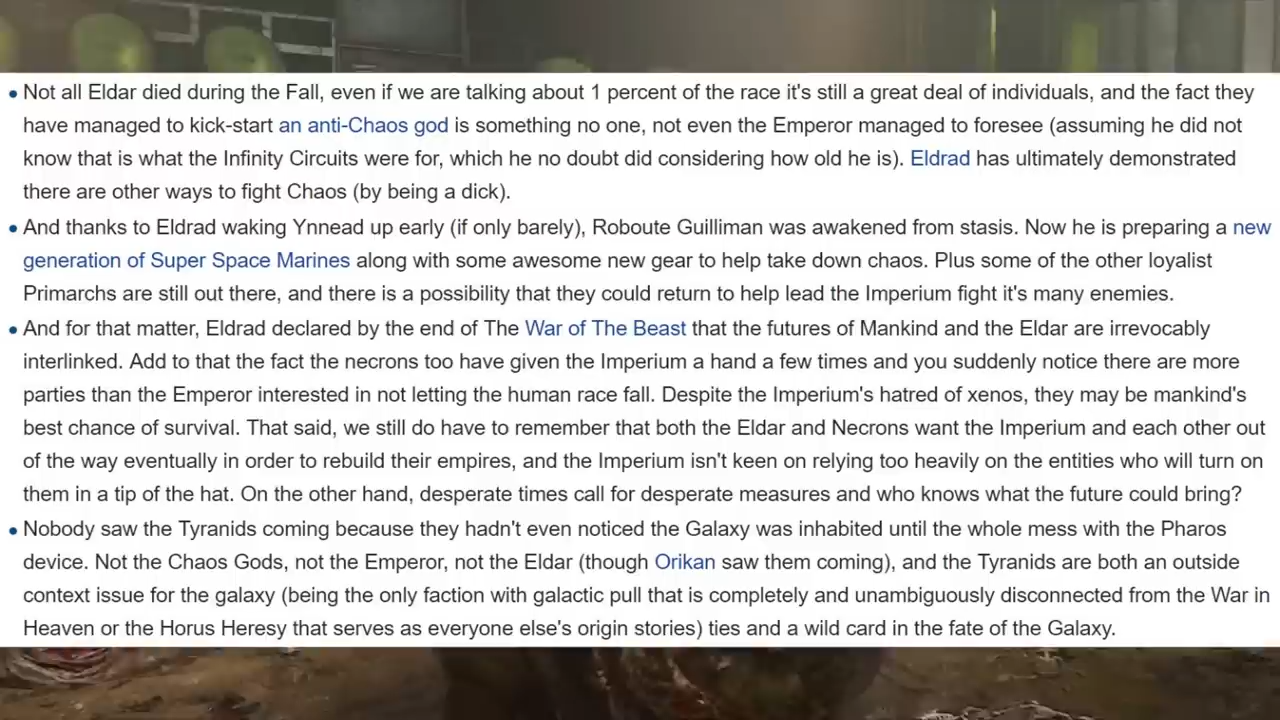 • Not all Eldar died during the Fall, even if we are talking about 1 percent of the race it's still a great deal of individuals, and the fact they
have managed to kick-start an anti-Chaos god is something no one, not even the Emperor managed to foresee (assuming he did not
know that is what the Infinity Circuits were for, which he no doubt did considering how old he is). Eldrad has ultimately demonstrated
there are other ways to fight Chaos (by being a dick).
• And thanks to Eldrad waking Ynnead up early (if only barely), Roboute Guilliman was awakened from stasis. Now he is preparing a new
generation of Super Space Marines along with some awesome new gear to help take down chaos. Plus some of the other loyalist
Primarchs are still out there, and there is a possibility that they could return to help lead the Imperium fight it's many enemies.
• And for that matter, Eldrad declared by the end of The War of The Beast that the futures of Mankind and the Eldar are irrevocably
interlinked. Add to that the fact the necrons too have given the Imperium a hand a few times and you suddenly notice there are more
parties than the Emperor interested in not letting the human race fall. Despite the Imperium's hatred of xenos, they may be mankind's
best chance of survival. That said, we still do have to remember that both the Eldar and Necrons want the Imperium and each other out
of the way eventually in order to rebuild their empires, and the Imperium isn't keen on relying too heavily on the entities who will turn on
them in a tip of the hat. On the other hand, desperate times call for desperate measures and who knows what the future could bring?
• Nobody saw the Tyranids coming because they hadn't even noticed the Galaxy was inhabited until the whole mess with the Pharos
device. Not the Chaos Gods, not the Emperor, not the Eldar (though Orikan saw them coming), and the Tyranids are both an outside
context issue for the galaxy (being the only faction with galactic pull that is completely and unambiguously disconnected from the War in
Heaven or the Horus Heresy that serves as everyone else's origin stories) ties and a wild card in the fate of the Galaxy.